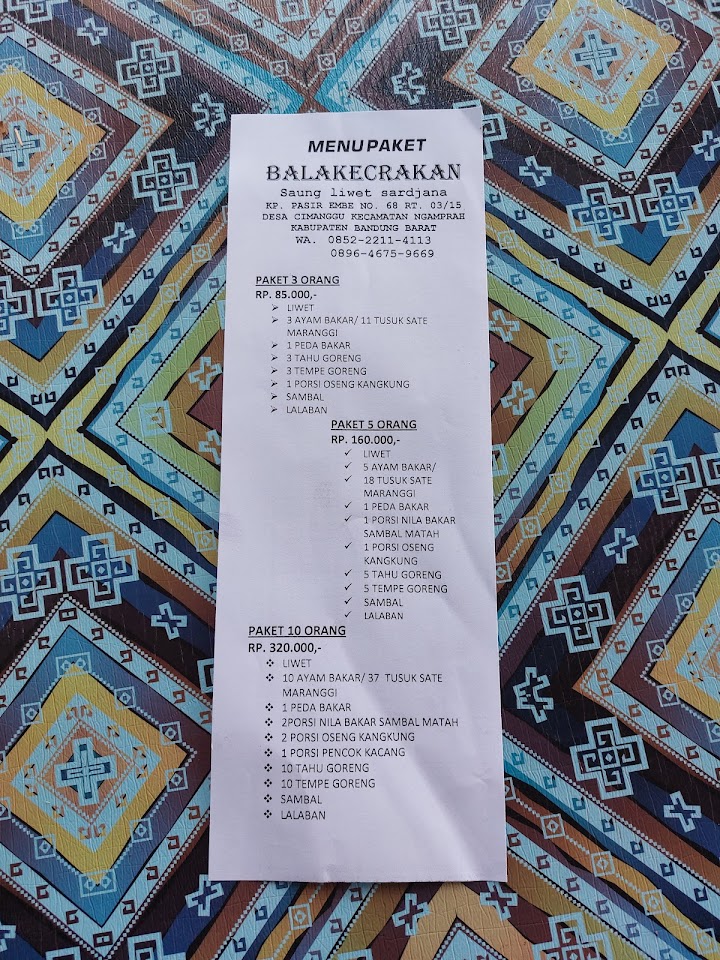 MENU PAKET
BALAKECRAKAN
Saung liwet sardjana
KP. PASIR EMBE NO. 68 RT. 03/15
DESA CIMANGGU KECAMATAN NGAMPRAH
KABUPATEN BANDUNG BARAT
WA. 0852-2211-4113
0896-4675-9669
PAKET 3 ORANG
RP. 85.000,-
➢ LIWET
➢ 3 AYAM BAKAR/ 11 TUSUK SATE
MARANGGI
➢ 1 PEDA BAKAR
➢ 3 TAHU GORENG
➢ 3 TEMPE GORENG
➢ 1 PORSI OSENG KANGKUNG
➢ SAMBAL
➢ LALABAN
PAKET 5 ORANG
RP. 160.000,-
✓ LIWET
✓ 5 AYAM BAKAR/
✓ 18 TUSUK SATE
MARANGGI
✓ 1 PEDA BAKAR
✓ 1 PORSI NILA BAKAR
SAMBAL MATAH
✓ 1 PORSI OSENG
KANGKUNG
✓ 5 TAHU GORENG
✓ 5 TEMPE GORENG
✓ SAMBAL
✓ LALABAN
PAKET 10 ORANG
RP. 320.000,-
❖ LIWET
❖ 10 AYAM BAKAR/ 37 TUSUK SATE
MARANGGI
❖ 1 PEDA BAKAR
❖ 2PORSI NILA BAKAR SAMBAL MATAH
❖ 2 PORSI OSENG KANGKUNG
❖ 1 PORSI PENCOK KACANG
❖ 10 TAHU GORENG
❖ 10 TEMPE GORENG
❖ SAMBAL
❖ LALABAN